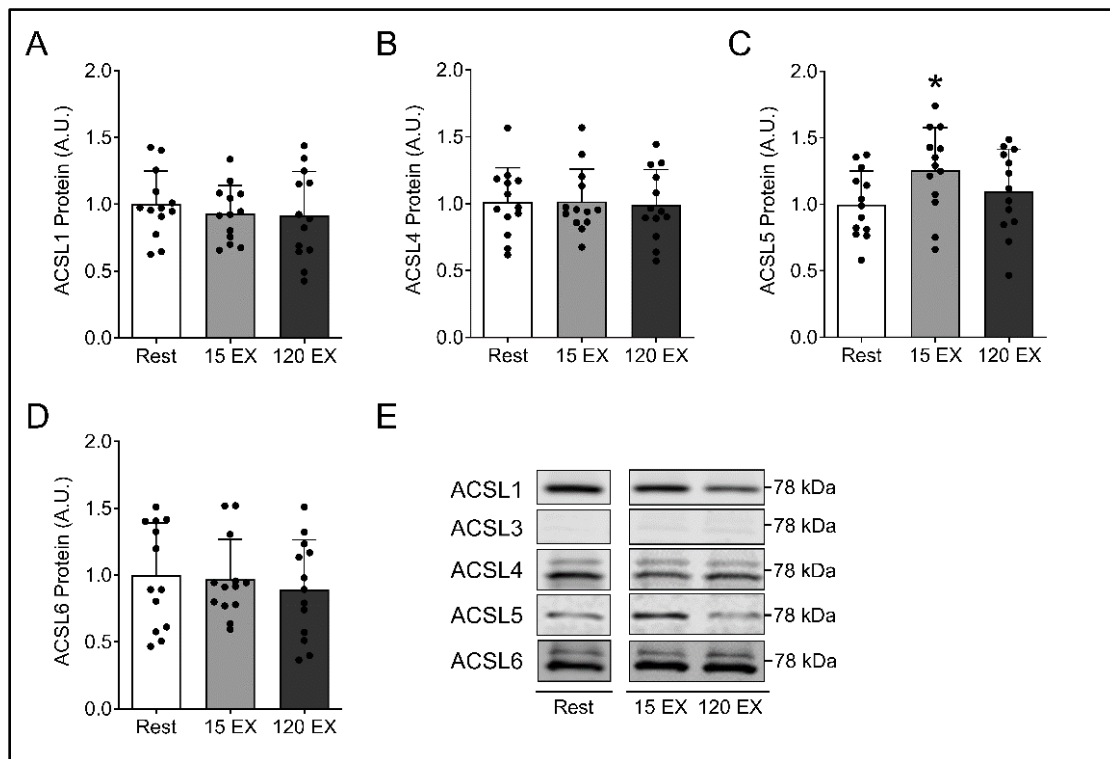 A
ACSL1 Protein (A.U.)
2.0
1.5
1.0
0.5
0.0
Rest 15 EX 120 EX
B
ACSL4 Protein (A.U.)
2.0
1.5
1.0
0.5
0.0
Rest 15 EX 120 EX
C
ACSL5 Protein (A.U.)
2.0
1.5
1.0
0.5
0.0
*
Rest 15 EX 120 EX
D
ACSL6 Protein (A.U.)
2.0
1.5
1.0
0.5
0.0
Rest 15 EX 120 EX
E
ACSL1 78 kDa
ACSL3 78 kDa
ACSL4 78 kDa
ACSL5 78 kDa
ACSL6 78 kDa
Rest 15 EX 120 EX